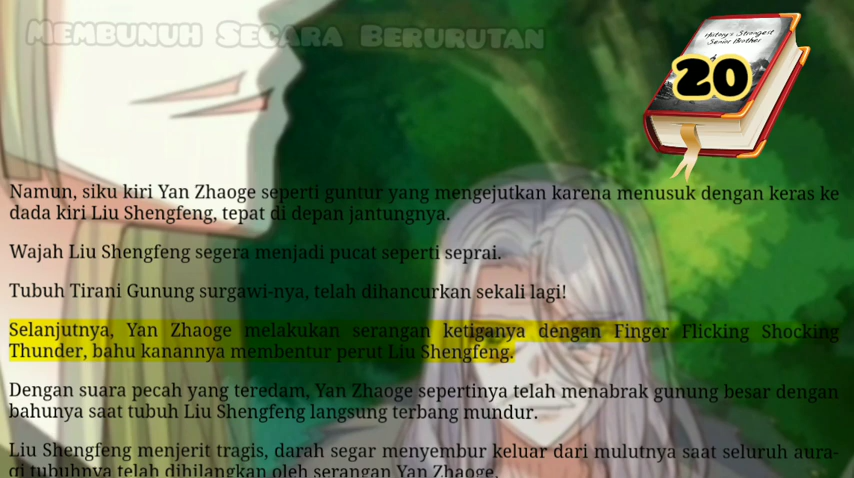 Membunuh Secara Berurutan
History's Strongest
Senior Brother
20
Namun, siku kiri Yan Zhaoge seperti guntur yang mengejutkan karena menusuk dengan keras ke
dada kiri Liu Shengfeng, tepat di depan jantungnya.
Wajah Liu Shengfeng segera menjadi pucat seperti seprai.
Tubuh Tirani Gunung surgawi-nya, telah dihancurkan sekali lagi!
Selanjutnya, Yan Zhaoge melakukan serangan ketiganya dengan Finger Flicking Shocking
Thunder, bahu kanannya membentur perut Liu Shengfeng.
Dengan suara pecah yang teredam, Yan Zhaoge sepertinya telah menabrak gunung besar dengan
bahunya saat tubuh Liu Shengfeng langsung terbang mundur.
Liu Shengfeng menjerit tragis, darah segar menyembur keluar dari mulutnya saat seluruh aura-
qi tubuhnya telah dihilangkan oleh serangan Yan Zhaoge.